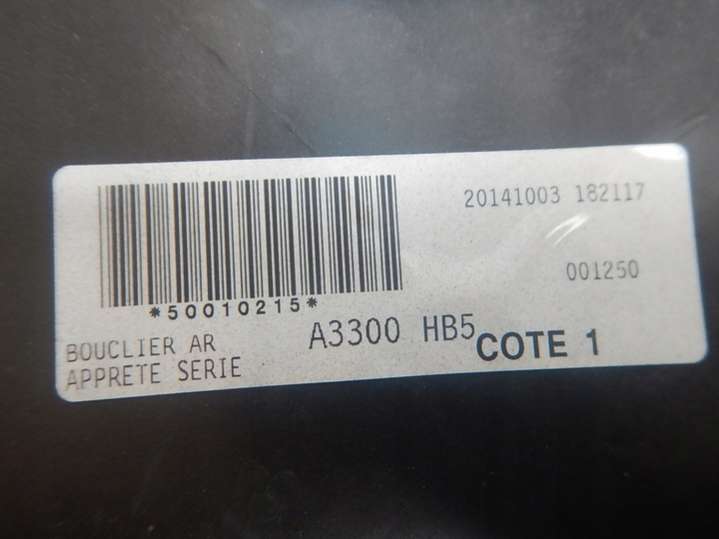 20141003 182117
001250
*50010215*
BOUCLIER AR
APPRETE SERIE
A3300 HB5
COTE 1